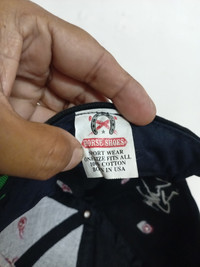 HORSE SHOES
SPORT WEAR
ONE SIZE FITS ALL
100% COTTON
MADE IN USA